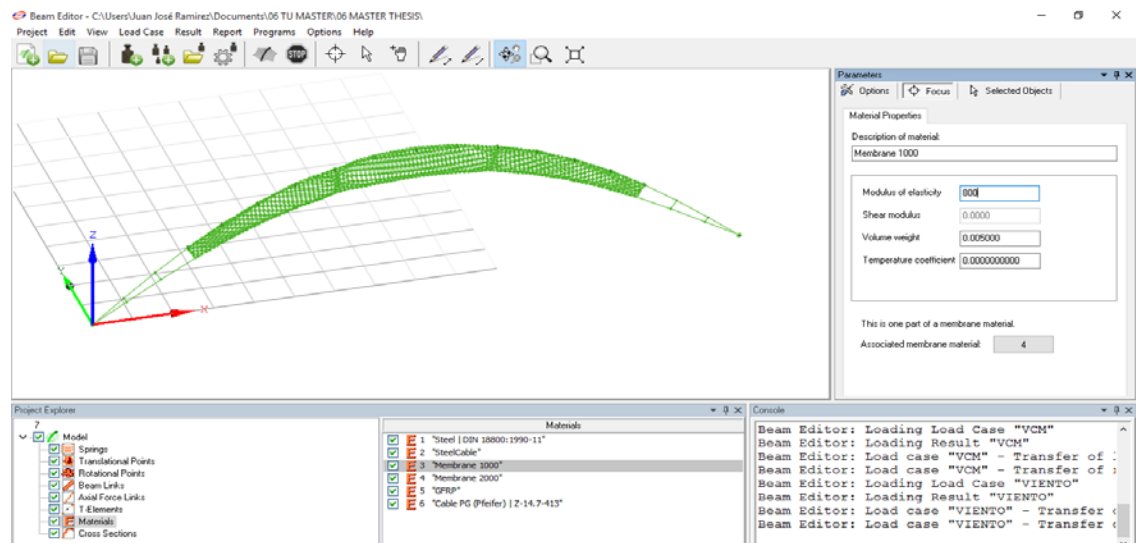 Beam Editor - C:\Users\Juan José Ramirez\Documents\06 TU MASTER\06 MASTER THESIS\
Project Edit View Load Case Result Report Programs Options Help
STOP
Parameters
Options Focus Selected Objects
Material Properties
Description of material:
Membrane 1000
Modulus of elasticity 000
Shear modulus 0.0000
Volume weight 0.005000
Temperature coefficient 0.0000000000
This is one part of a membrane material.
Associated membrane material: 4
Z
Y
X
Project Explorer
7
Model
Springs
Translational Points
Rotational Points
Beam Links
Axial Force Links
T-Elements
Materials
Cross Sections
Materials
1 "Steel | DIN 18800:1990-11"
2 "SteelCable"
3 "Membrane 1000"
4 "Membrane 2000"
5 "GFRP"
6 "Cable PG (Pfeifer) | Z-14.7-413"
Console
Beam Editor: Loading Load Case "VCM"
Beam Editor: Loading Result "VCM"
Beam Editor: Load case "VCM" - Transfer of
Beam Editor: Load case "VCM" - Transfer of
Beam Editor: Loading Load Case "VIENTO"
Beam Editor: Loading Result "VIENTO"
Beam Editor: Load case "VIENTO" - Transfer
Beam Editor: Load case "VIENTO" - Transfer